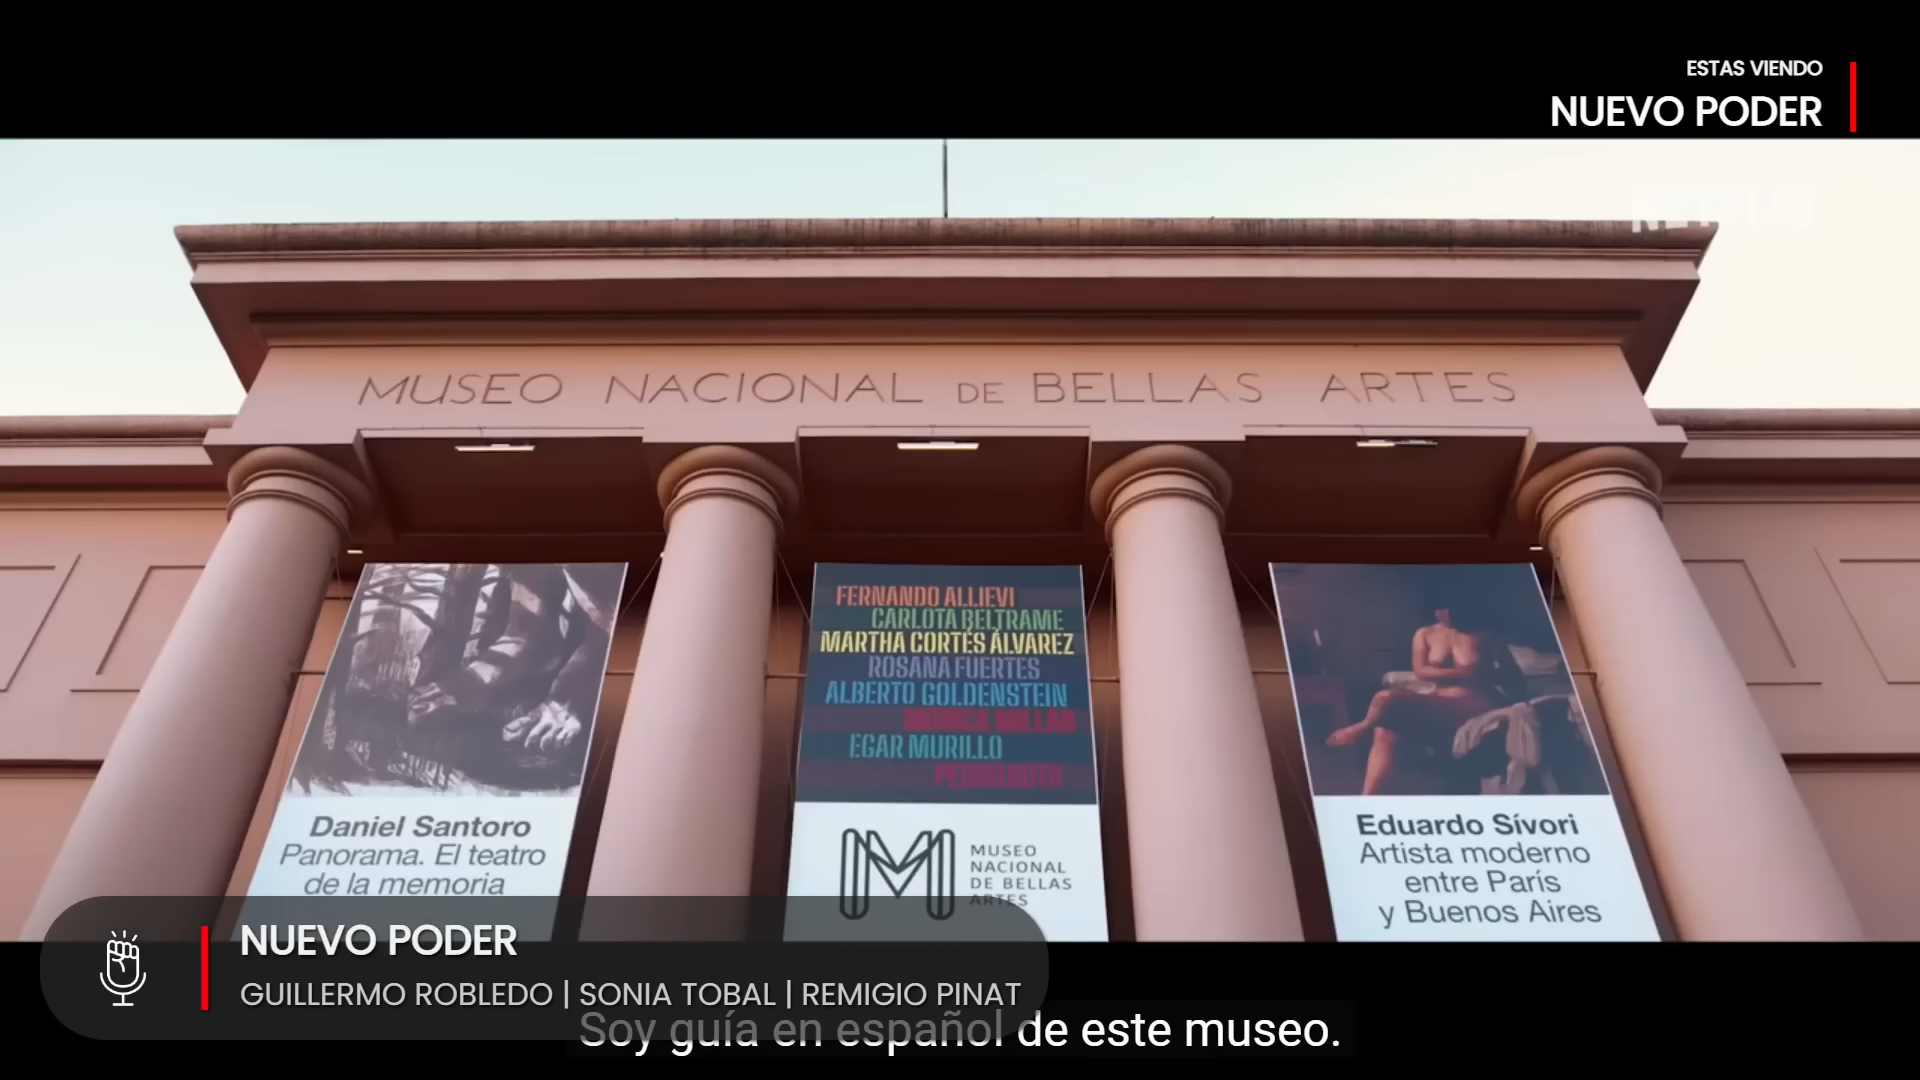 ESTAS VIENDO
NUEVO PODER
MUSEO NACIONAL DE BELLAS ARTES
FERNANDO ALLIEVI
CARLOTA BELTRAME
MARTHA CORTÉS ÁLVAREZ
ROSANA FUERTES
ALBERTO GOLDENSTEIN
EGAR MURILLO
Daniel Santoro
Panorama. El teatro
de la memoria
MUSEO
NACIONAL
DE BELLAS
ARTES
Eduardo Sívori
Artista moderno
entre París
y Buenos Aires
NUEVO PODER
GUILLERMO ROBLEDO | SONIA TOBAL | REMIGIO PINAT
Soy guía en español de este museo.